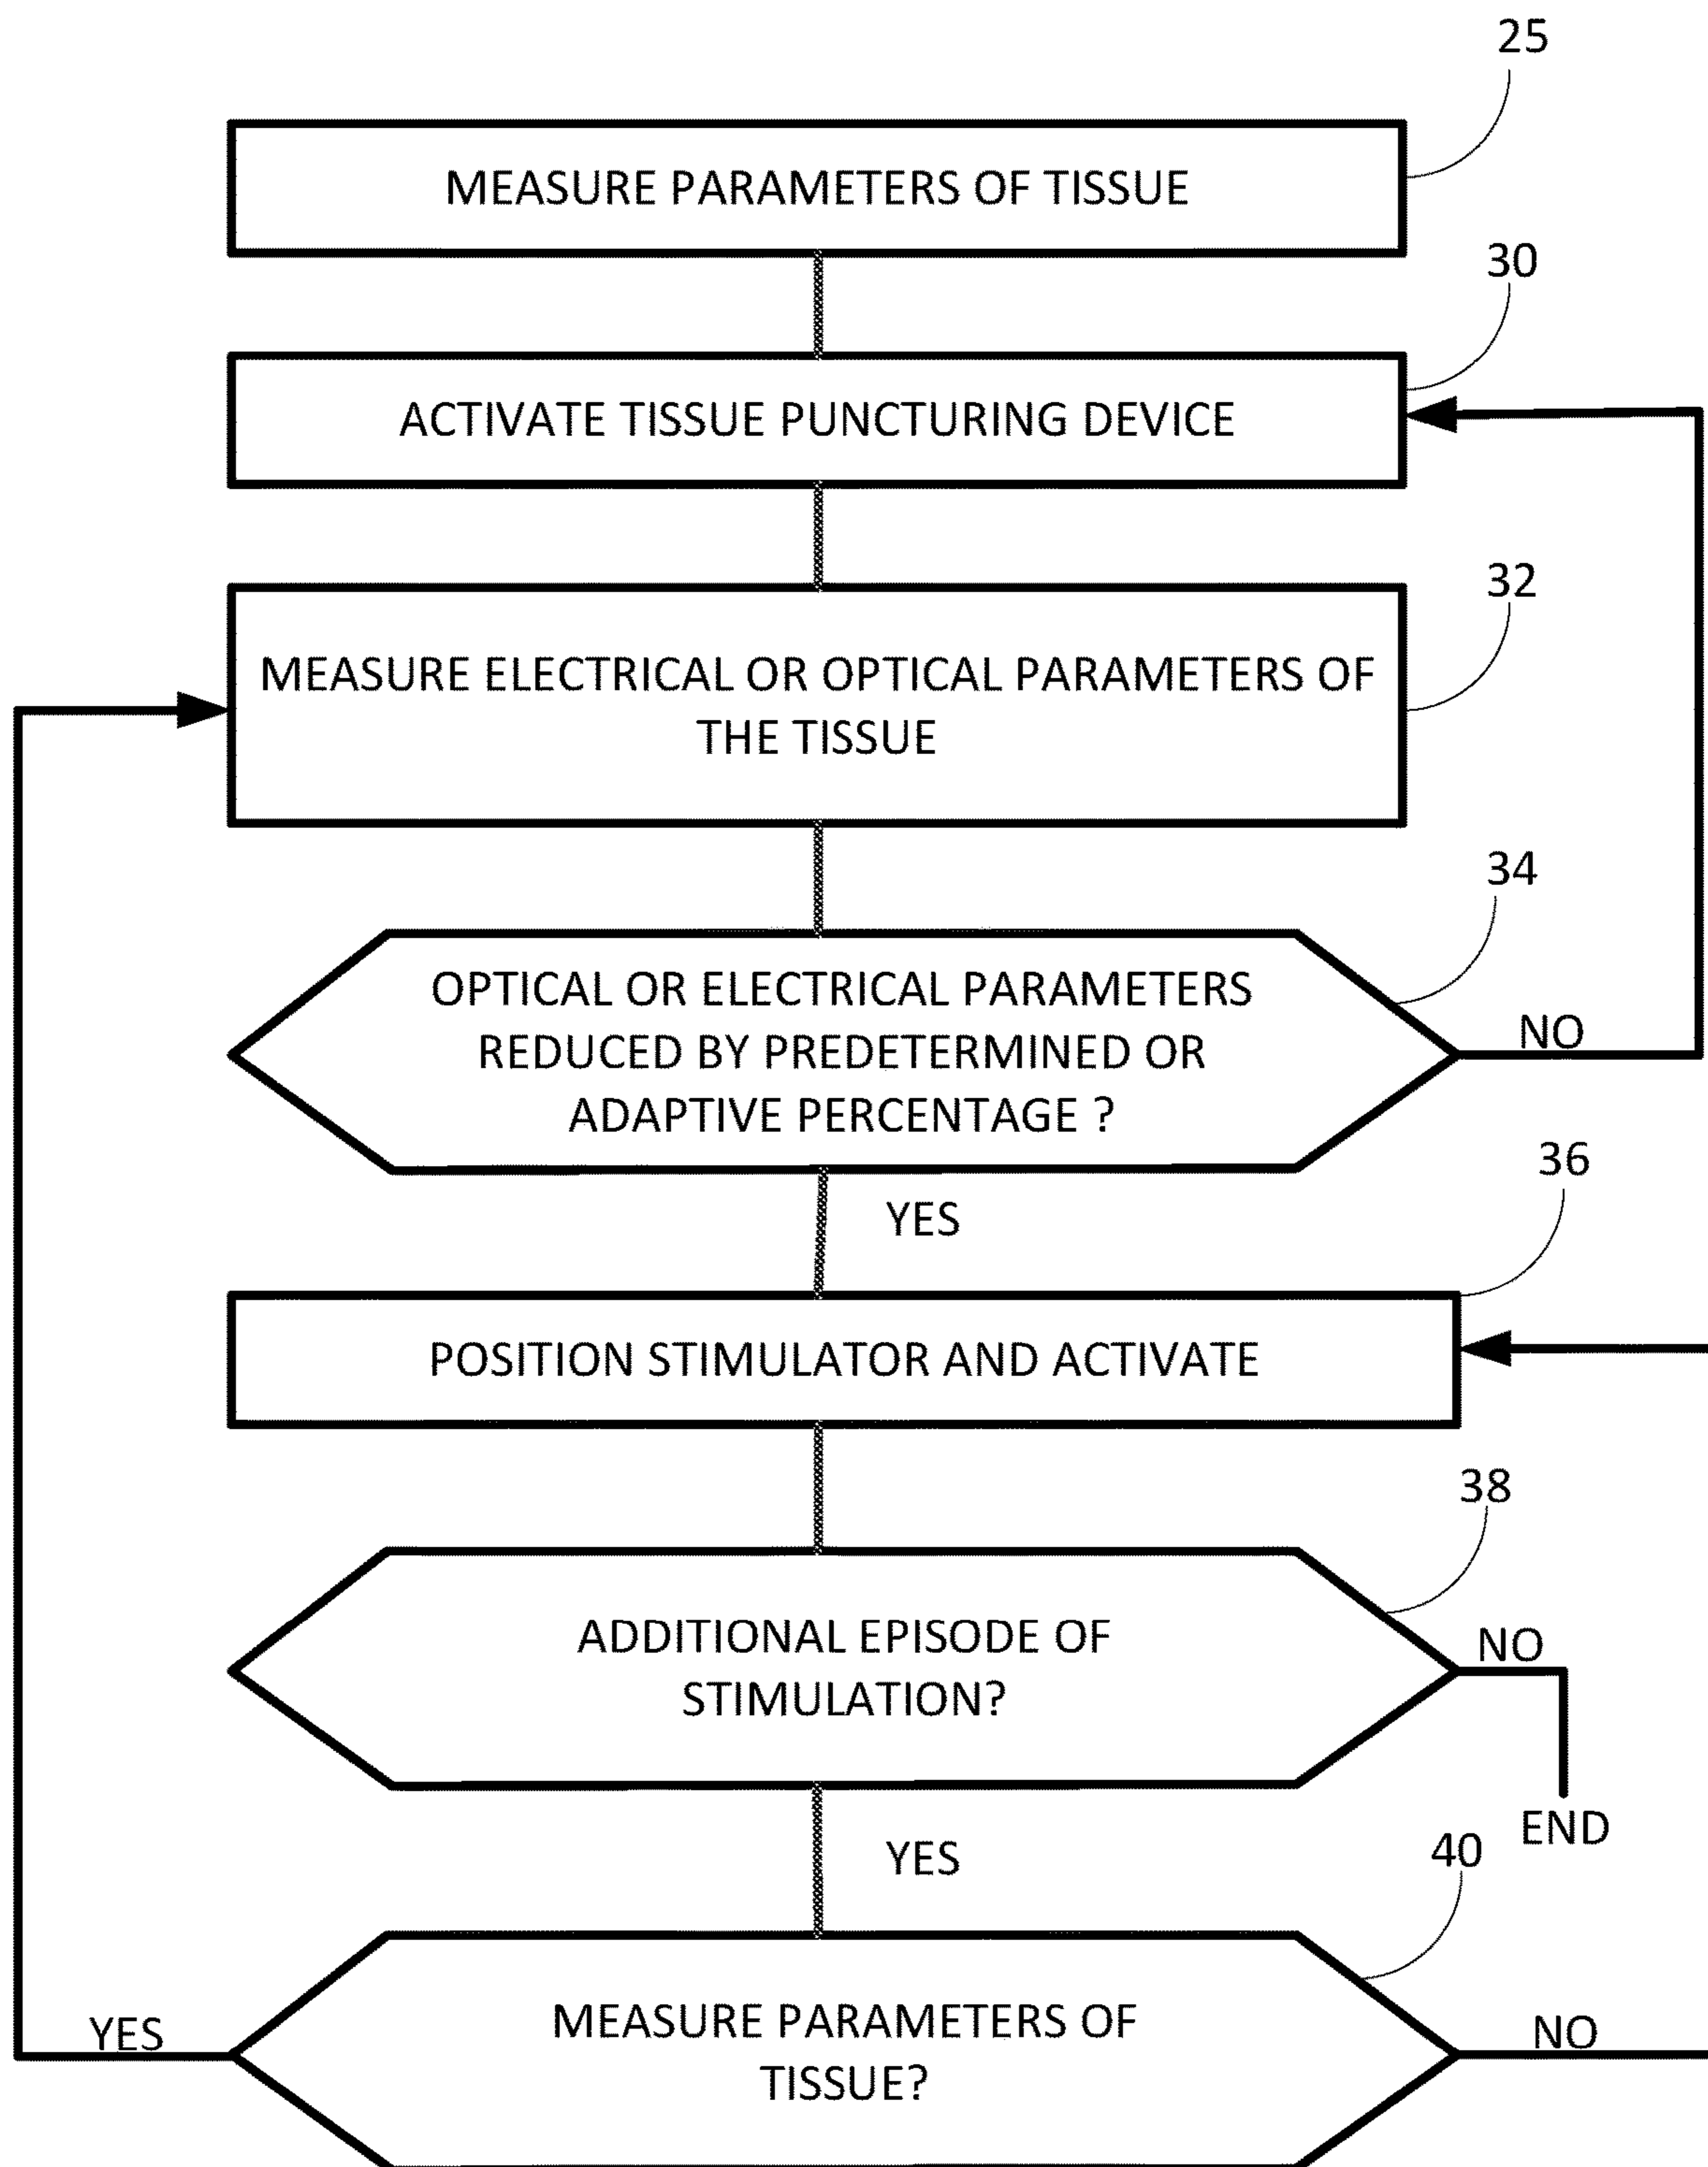 25
MEASURE PARAMETERS OF TISSUE
30
ACTIVATE TISSUE PUNCTURING DEVICE
32
MEASURE ELECTRICAL OR OPTICAL PARAMETERS OF
THE TISSUE
34
OPTICAL OR ELECTRICAL PARAMETERS
REDUCED BY PREDETERMINED OR
ADAPTIVE PERCENTAGE ?
NO
YES
36
POSITION STIMULATOR AND ACTIVATE
38
ADDITIONAL EPISODE OF
STIMULATION?
NO
END
YES
40
MEASURE PARAMETERS OF
TISSUE?
YES
NO